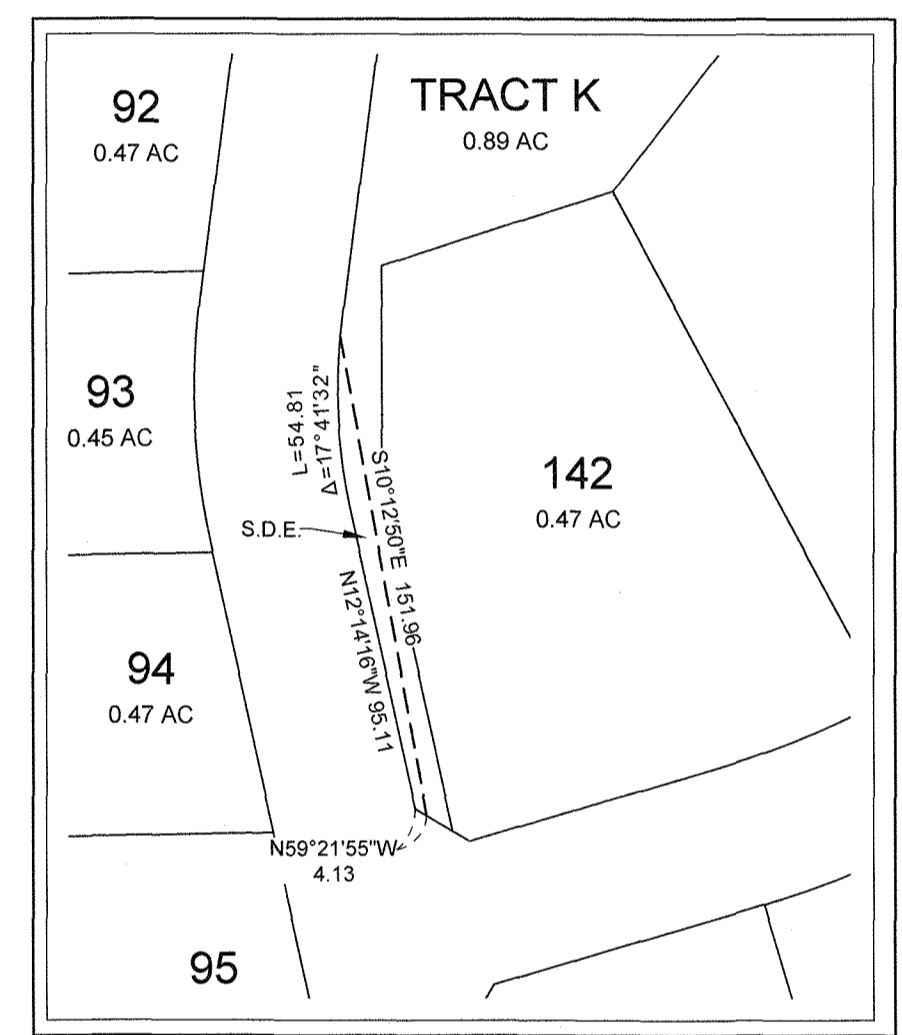 92
0.47 AC
TRACT K
0.89 AC
93
0.45 AC
L=54.81
Δ=17°41'32"
S10°12'50"E 151.96
142
0.47 AC
S.D.E.
N12°14'16"W 95.11
94
0.47 AC
N59°21'55"W
4.13
95